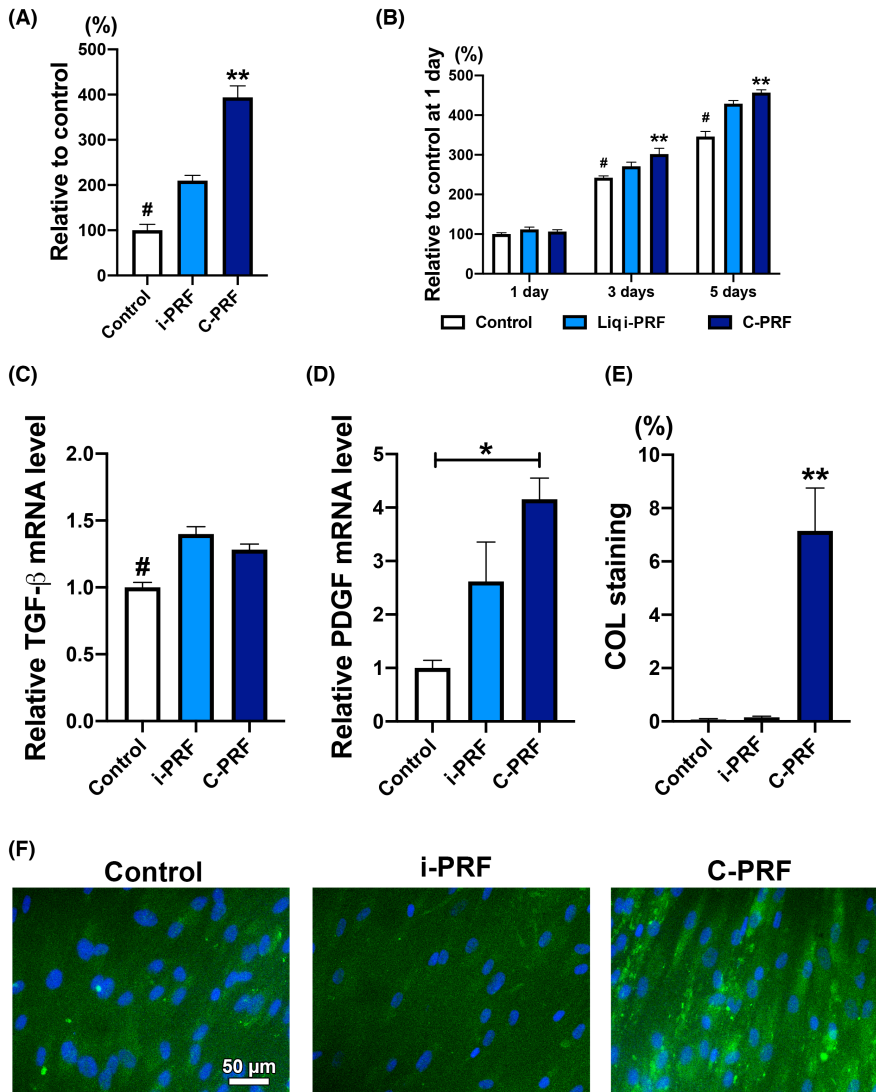 (A)
(%)
Relative to control
500
400
300
200
100
0
**
#
Control
i-PRF
C-PRF
(B)
(%)
Relative to control at 1 day
500
400
300
200
100
0
#
**
#
**
1 day
3 days
5 days
Control
Liq i-PRF
C-PRF
(C)
Relative TGF-β mRNA level
2.0
1.5
1.0
0.5
0.0
#
Control
i-PRF
C-PRF
(D)
Relative PDGF mRNA level
5
4
3
2
1
0
*
Control
i-PRF
C-PRF
(E)
(%)
COL staining
10
8
6
4
2
0
**
Control
i-PRF
C-PRF
(F)
Control
i-PRF
C-PRF
50 µm